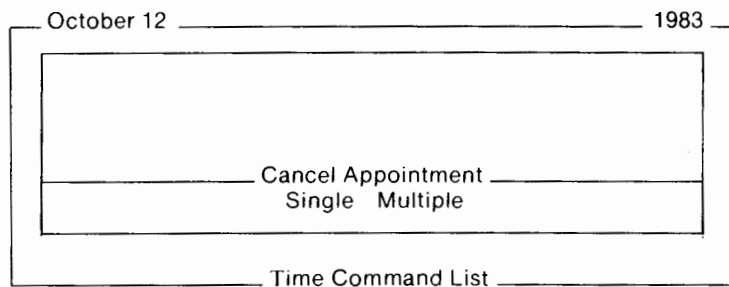 October 12 1983
Cancel Appointment
Single Multiple
Time Command List